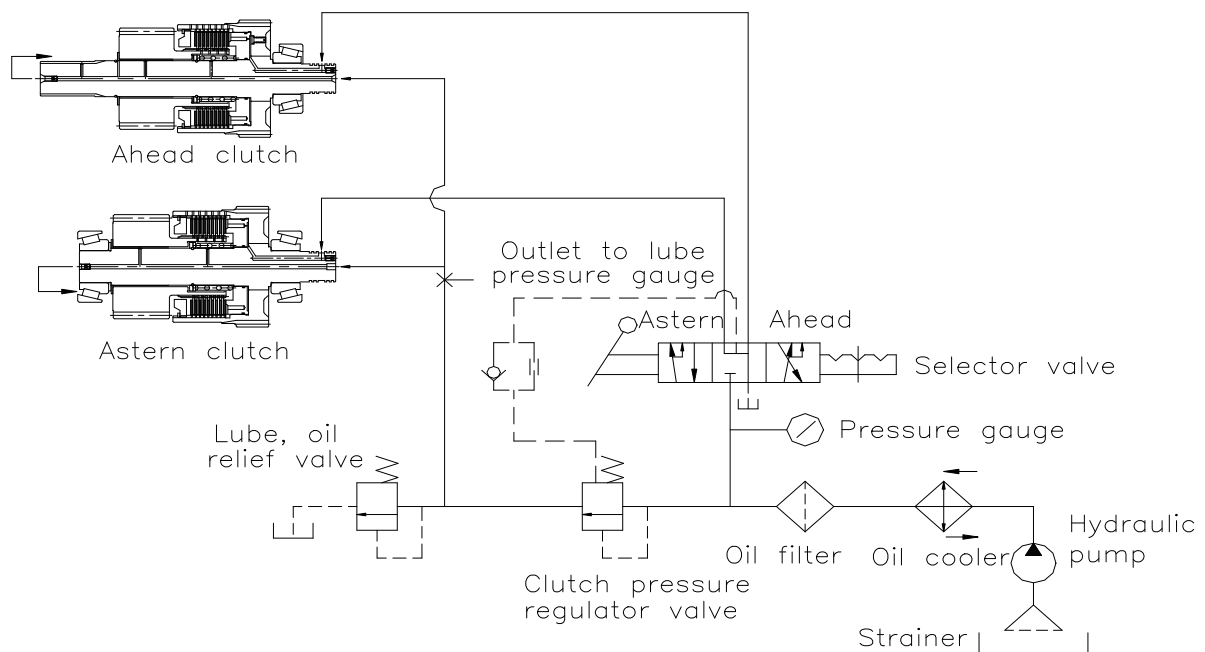 Ahead clutch
Outlet to lube
pressure gauge
Astern
Ahead
Astern clutch
Selector valve
Lube, oil
relief valve
Pressure gauge
Hydraulic
pump
Oil filter
Oil cooler
Clutch pressure
regulator valve
Strainer